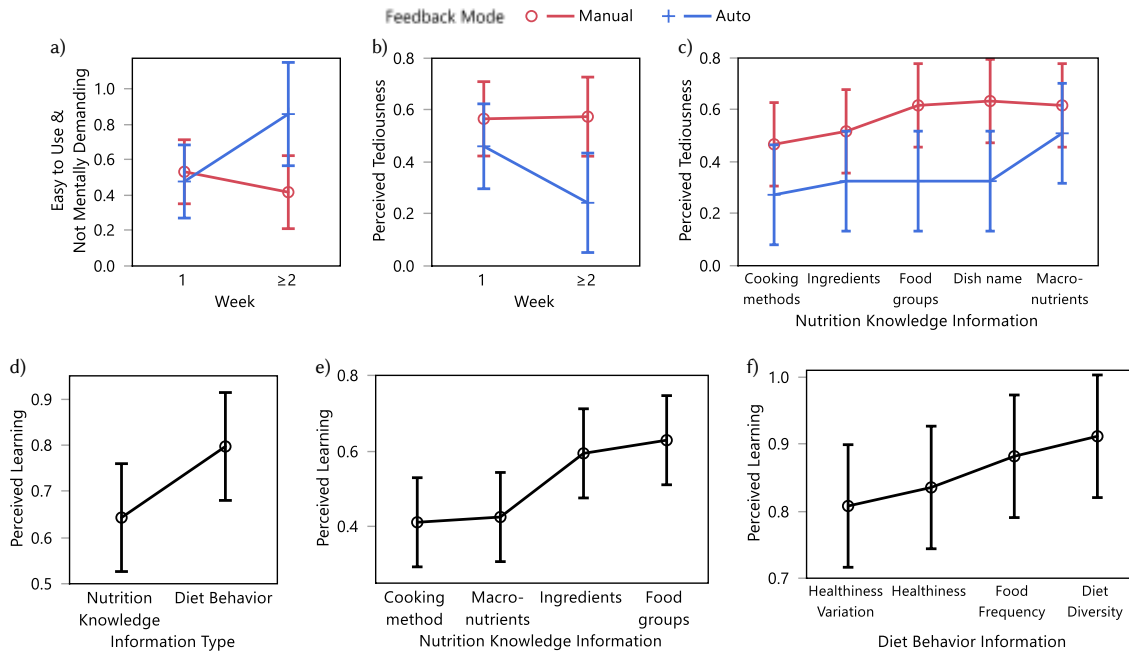 Feedback Mode Manual Auto
a)
Easy to Use &
Not Mentally Demanding
1.0
0.8
0.6
0.4
0.2
0.0
1 ≥2
Week
b)
Perceived Tediousness
0.8
0.6
0.4
0.2
0.0
1 ≥2
Week
c)
Perceived Tediousness
0.8
0.6
0.4
0.2
0.0
Cooking Ingredients Food Dish name Macro-
methods groups nutrients
Nutrition Knowledge Information
d)
Perceived Learning
0.9
0.8
0.7
0.6
0.5
Nutrition Diet Behavior
Knowledge
Information Type
e)
Perceived Learning
0.8
0.6
0.4
Cooking Macro- Ingredients Food
method nutrients groups
Nutrition Knowledge Information
f)
Perceived Learning
1.0
0.9
0.8
0.7
Healthiness Healthiness Food Diet
Variation Frequency Diversity
Diet Behavior Information